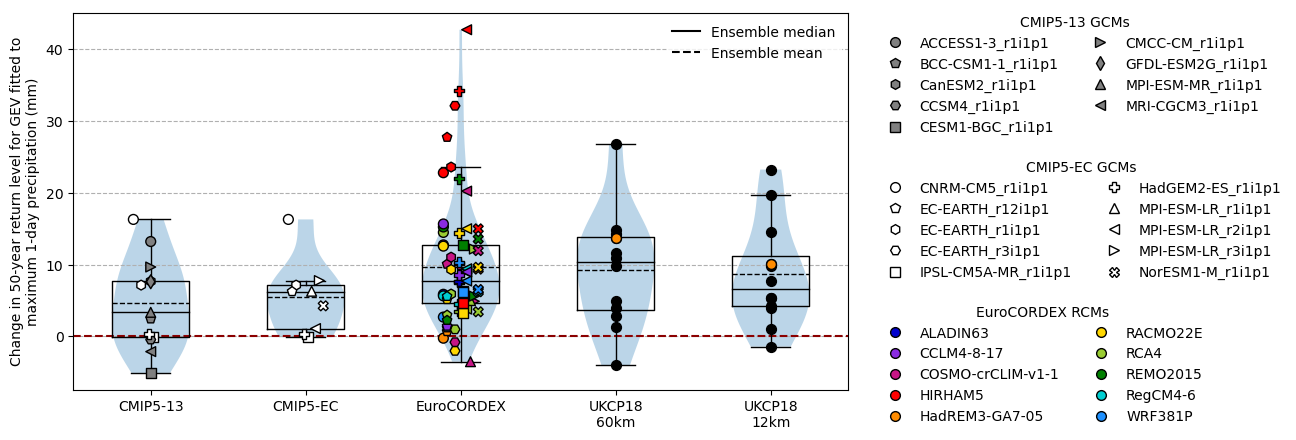 Change in 50-year return level for GEV fitted to
maximum 1-day precipitation (mm)
40
30
20
10
0
Ensemble median
Ensemble mean
CMIP5-13
CMIP5-EC
EuroCORDEX
UKCP18
60km
UKCP18
12km
CMIP5-13 GCMs
ACCESS1-3_r1i1p1
BCC-CSM1-1_r1i1p1
CanESM2_r1i1p1
CCSM4_r1i1p1
CESM1-BGC_r1i1p1
CMCC-CM_r1i1p1
GFDL-ESM2G_r1i1p1
MPI-ESM-MR_r1i1p1
MRI-CGCM3_r1i1p1
CMIP5-EC GCMs
CNRM-CM5_r1i1p1
EC-EARTH_r12i1p1
EC-EARTH_r1i1p1
EC-EARTH_r3i1p1
IPSL-CM5A-MR_r1i1p1
HadGEM2-ES_r1i1p1
MPI-ESM-LR_r1i1p1
MPI-ESM-LR_r2i1p1
MPI-ESM-LR_r3i1p1
NorESM1-M_r1i1p1
EuroCORDEX RCMs
ALADIN63
CCLM4-8-17
COSMO-crCLIM-v1-1
HIRHAM5
HadREM3-GA7-05
RACMO22E
RCA4
REMO2015
RegCM4-6
WRF381P